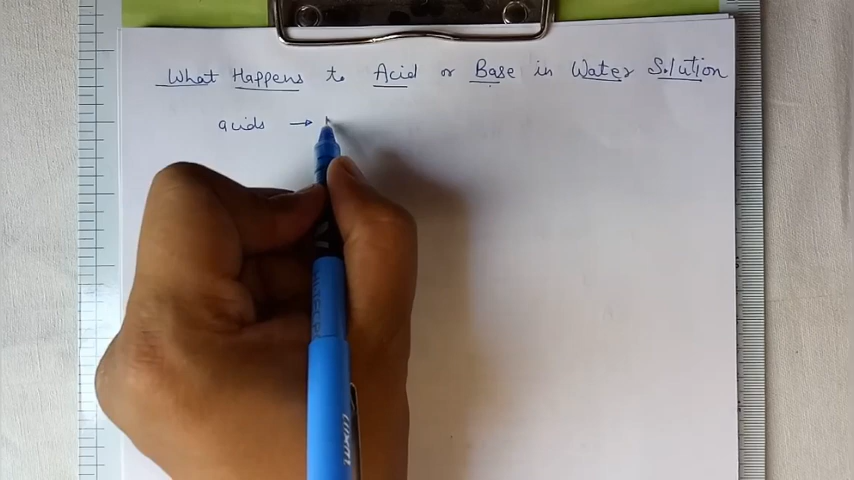 What Happens to Acid or Base in Water Solution
acids →